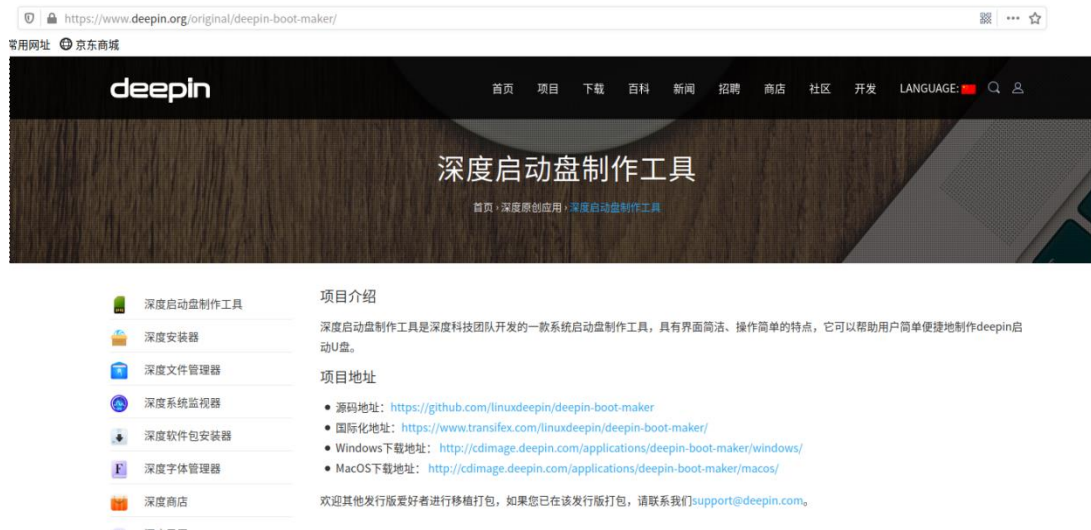 https://www.deepin.org/original/deepin-boot-maker/
常用网址 京东商城
deepin
首页 项目 下载 百科 新闻 招聘 商店 社区 开发 LANGUAGE:
深度启动盘制作工具
首页 › 深度原创应用 › 深度启动盘制作工具
深度启动盘制作工具
深度安装器
深度文件管理器
深度系统监视器
深度软件包安装器
深度字体管理器
深度商店
项目介绍
深度启动盘制作工具是深度科技团队开发的一款系统启动盘制作工具，具有界面简洁、操作简单的特点，它可以帮助用户简单便捷地制作deepin启
动U盘。
项目地址
● 源码地址：https://github.com/linuxdeepin/deepin-boot-maker
● 国际化地址：https://www.transifex.com/linuxdeepin/deepin-boot-maker/
● Windows下载地址： http://cdimage.deepin.com/applications/deepin-boot-maker/windows/
● MacOS下载地址： http://cdimage.deepin.com/applications/deepin-boot-maker/macos/
欢迎其他发行版爱好者进行移植打包，如果您已在该发行版打包，请联系我们support@deepin.com。